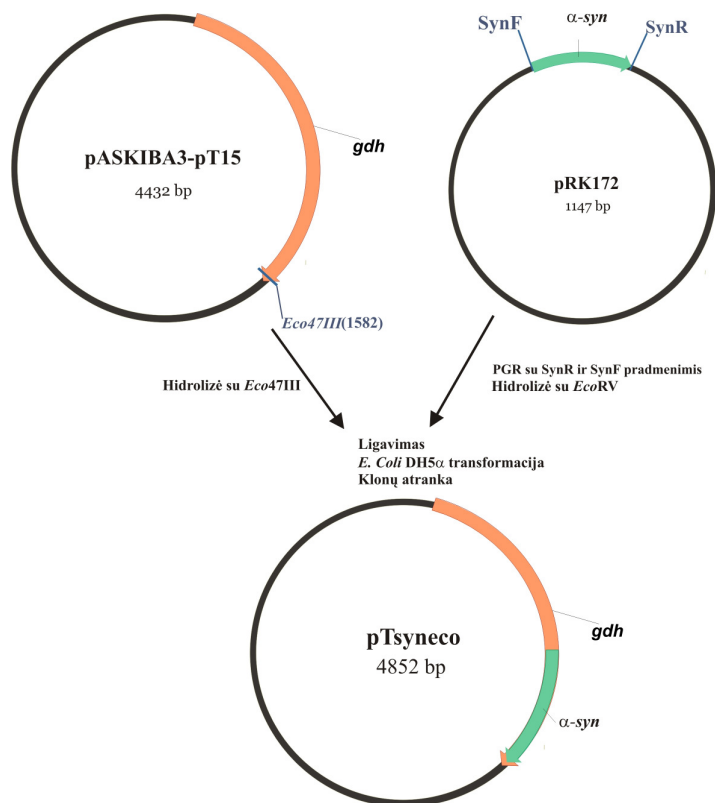 SynF
α-syn
SynR
gdh
pASKIBA3-pT15
4432 bp
pRK172
1147 bp
Eco47III(1582)
Hidrolizė su Eco47III
PGR su SynR ir SynF pradmenimis
Hidrolizė su EcoRV
Ligavimas
E. Coli DH5α transformacija
Klonų atranka
gdh
pTsyneco
4852 bp
α-syn